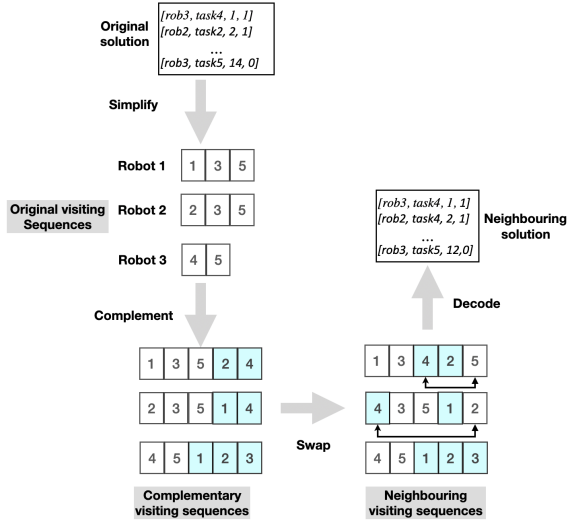 Original
solution
[rob3, task4, 1, 1]
[rob2, task2, 2, 1]
...
[rob3, task5, 14, 0]
Simplify
Robot 1
1 3 5
Original visiting
Sequences
Robot 2
2 3 5
Robot 3
4 5
[rob3, task4, 1, 1]
[rob2, task4, 2, 1]
...
[rob3, task5, 12,0]
Neighbouring
solution
Complement
Decode
1 3 5 2 4
2 3 5 1 4
4 5 1 2 3
Swap
1 3 4 2 5
4 3 5 1 2
4 5 1 2 3
Complementary
visiting sequences
Neighbouring
visiting sequences